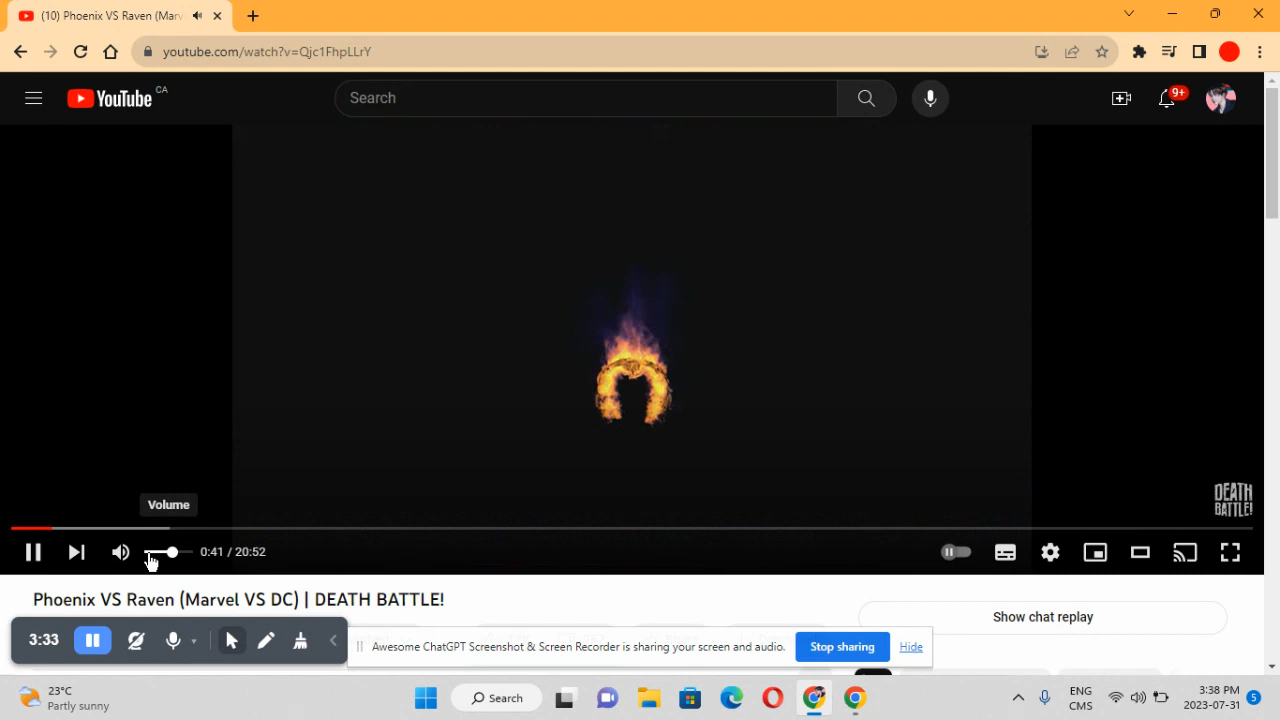 (10) Phoenix VS Raven (Marv
youtube.com/watch?v=Qjc1FhpLLrY
YouTube CA
Search
9+
DEATH BATTLE!
Volume
0:41 / 20:52
Phoenix VS Raven (Marvel VS DC) | DEATH BATTLE!
Show chat replay
3:33
Awesome ChatGPT Screenshot & Screen Recorder is sharing your screen and audio.
Stop sharing
Hide
23°C
Partly sunny
Search
ENG
CMS
3:38 PM
2023-07-31
5